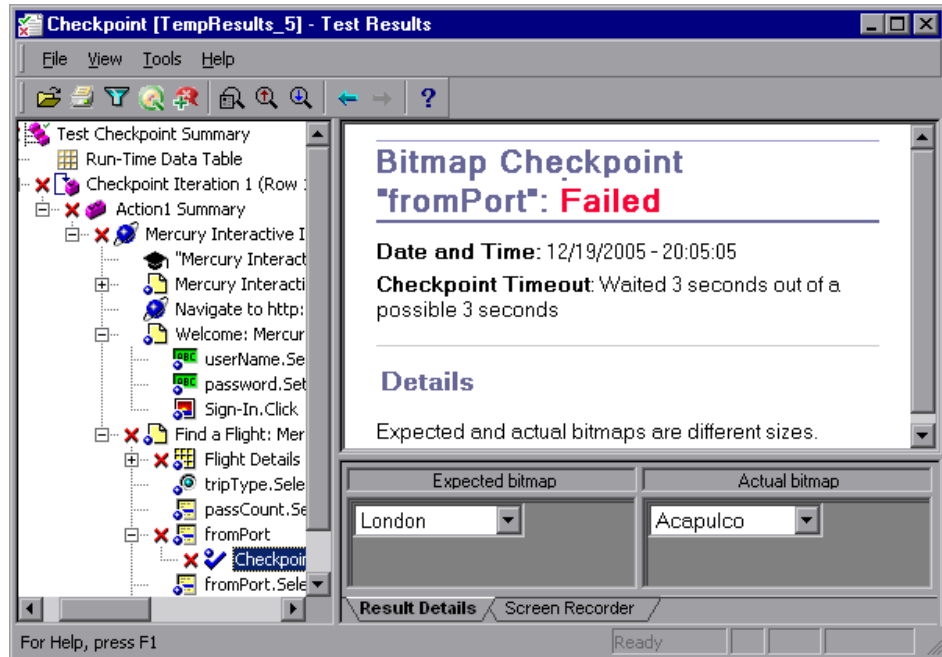 Checkpoint [TempResults_5] - Test Results
File View Tools Help
Test Checkpoint Summary
Run-Time Data Table
Checkpoint Iteration 1 (Row
Action1 Summary
Mercury Interactive I
"Mercury Interact
Mercury Interacti
Navigate to http:
Welcome: Mercur
userName.Se
password.Set
Sign-In.Click
Find a Flight: Mer
Flight Details
tripType.Sele
passCount.Se
fromPort
Checkpoin
fromPort.Sele
Bitmap Checkpoint
"fromPort": Failed
Date and Time: 12/19/2005 - 20:05:05
Checkpoint Timeout: Waited 3 seconds out of a
possible 3 seconds
Details
Expected and actual bitmaps are different sizes.
Expected bitmap
Actual bitmap
London
Acapulco
Result Details
Screen Recorder
For Help, press F1
Ready